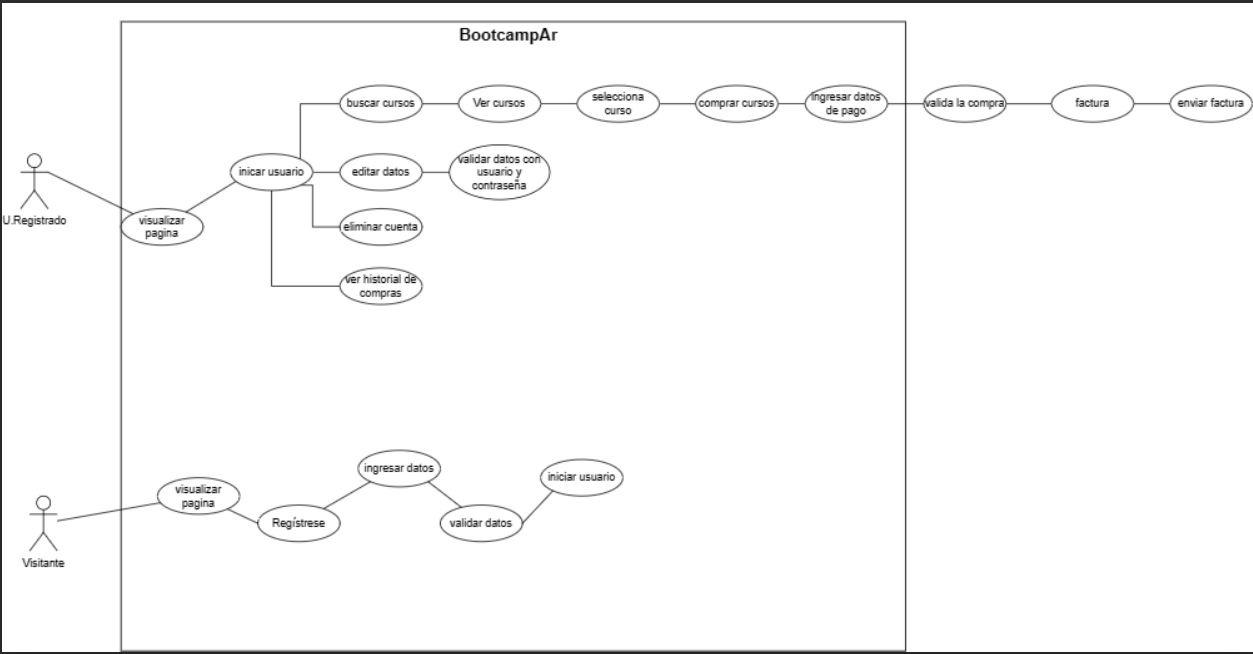 BootcampAr
buscar cursos
Ver cursos
selecciona
curso
comprar cursos
ingresar datos
de pago
valida la compra
factura
enviar factura
U.Registrado
visualizar
pagina
inicar usuario
editar datos
validar datos con
usuario y
contraseña
eliminar cuenta
ver historial de
compras
Visitante
visualizar
pagina
Regístrese
ingresar datos
validar datos
iniciar usuario